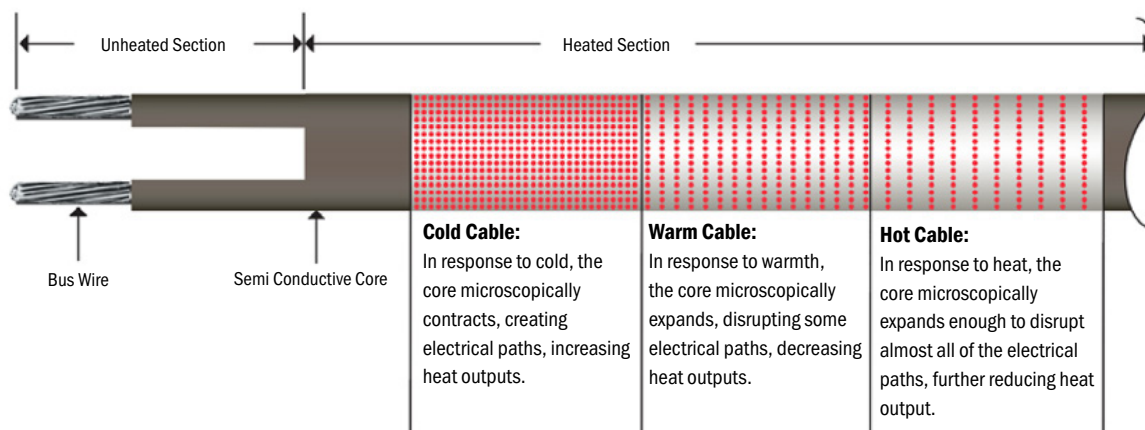 Unheated Section
Heated Section
Bus Wire
Semi Conductive Core
Cold Cable:
In response to cold, the
core microscopically
contracts, creating
electrical paths, increasing
heat outputs.
Warm Cable:
In response to warmth,
the core microscopically
expands, disrupting some
electrical paths, decreasing
heat outputs.
Hot Cable:
In response to heat, the
core microscopically
expands enough to disrupt
almost all of the electrical
paths, further reducing heat
output.